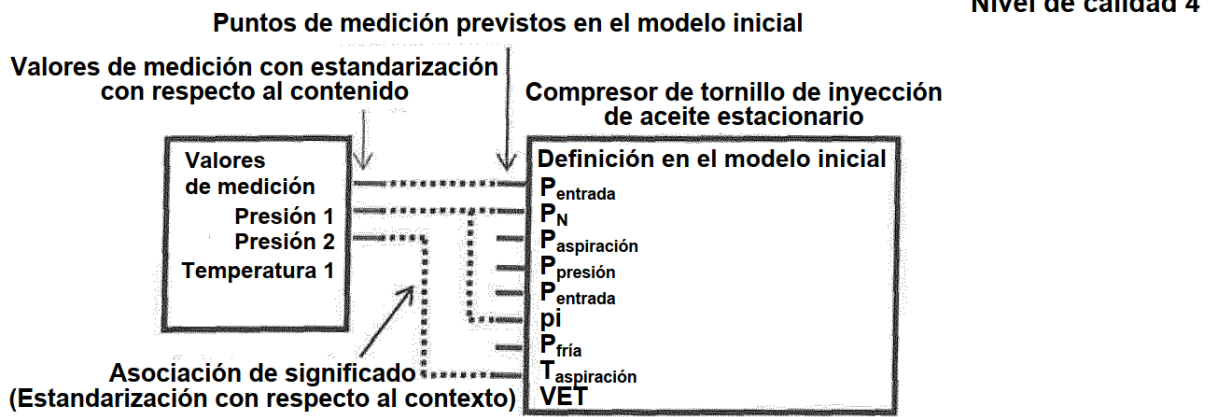 Nivel de calidad 4
Puntos de medición previstos en el modelo inicial
Valores de medición con estandarización
con respecto al contenido
Compresor de tornillo de inyección
de aceite estacionario
Valores
de medición
Presión 1
Presión 2
Temperatura 1
Definición en el modelo inicial
Pentrada
PN
Paspiración
Ppresión
Pentrada
pi
Pfría
Taspiración
VET
Asociación de significado
(Estandarización con respecto al contexto)